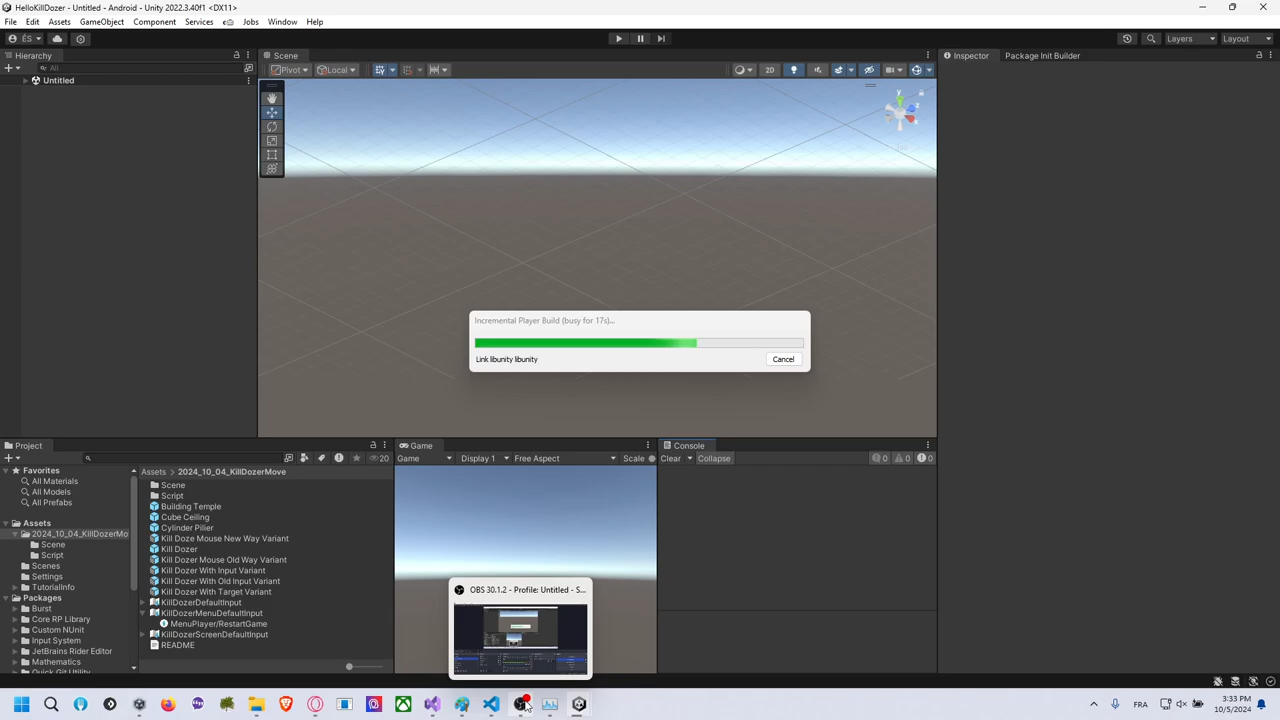 HelloKillDozer - Untitled - Android - Unity 2022.3.40f1 <DX11>
File Edit Assets GameObject Component Services Jobs Window Help
ÉS Layers Layout
Hierarchy Scene Inspector Package Init Builder
All Pivot Local 2D
Untitled
y
x
z
Incremental Player Build (busy for 17s)...
Link libunity libunity Cancel
Project Game Console
20 Game Display 1 Free Aspect Scale Clear Collapse 0 0 0
Favorites
All Materials
All Models
All Prefabs
Assets
2024_10_04_KillDozerMo
Scene
Script
Scenes
Settings
TutorialInfo
Packages
Burst
Core RP Library
Custom NUnit
Input System
JetBrains Rider Editor
Mathematics
Quick Git Utility
Assets > 2024_10_04_KillDozerMove
Scene
Script
Building Temple
Cube Ceiling
Cylinder Pilier
Kill Doze Mouse New Way Variant
Kill Dozer
Kill Dozer Mouse Old Way Variant
Kill Dozer With Input Variant
Kill Dozer With Old Input Variant
Kill Dozer With Target Variant
KillDozerDefaultInput
KillDozerMenuDefaultInput
MenuPlayer/RestartGame
KillDozerScreenDefaultInput
README
OBS 30.1.2 - Profile: Untitled - S...
FRA 3:33 PM
10/5/2024